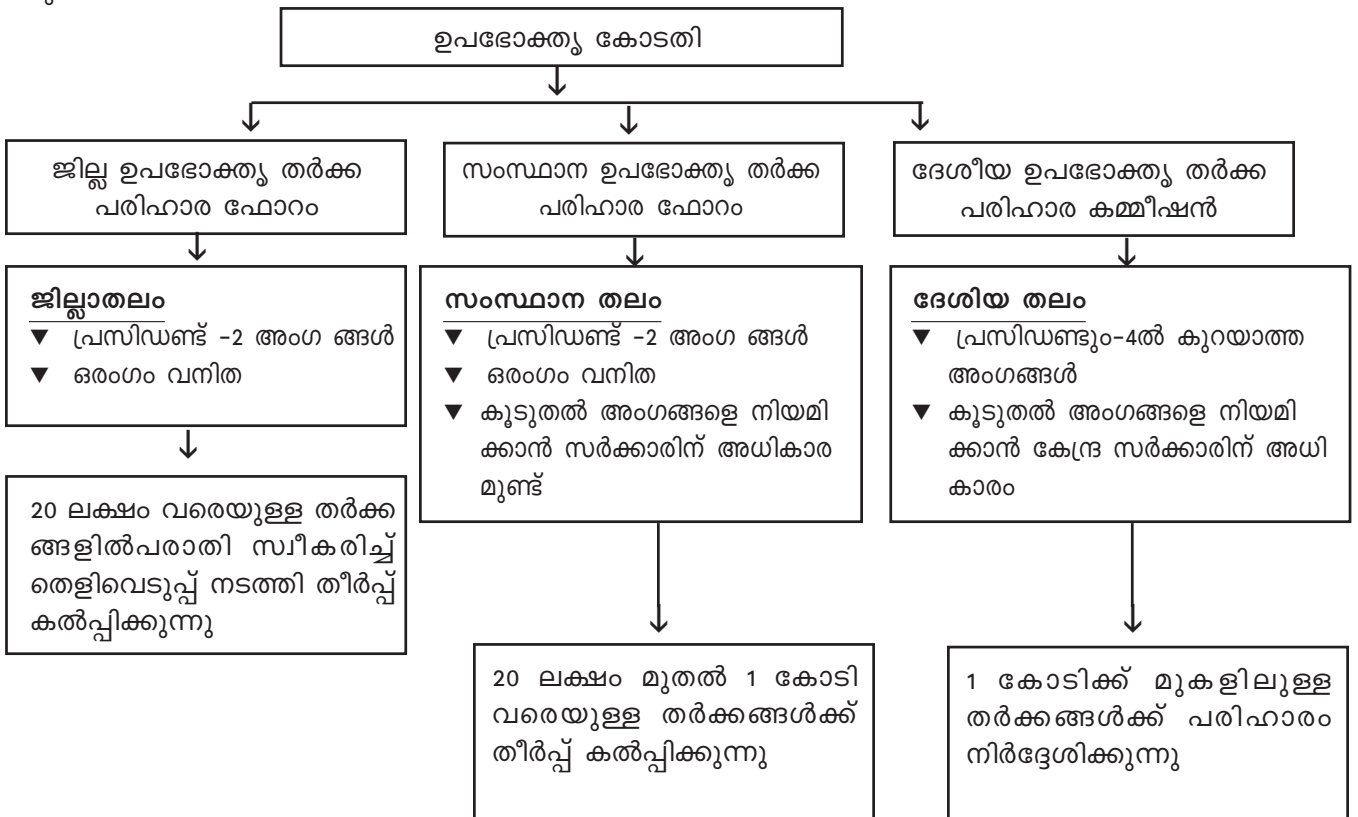 ഉപഭോക്തൃ കോടതി
ജില്ല ഉപഭോക്തൃ തർക്ക
പരിഹാര ഫോറം
സംസ്ഥാന ഉപഭോക്തൃ തർക്ക
പരിഹാര ഫോറം
ദേശീയ ഉപഭോക്തൃ തർക്ക
പരിഹാര കമ്മീഷൻ
ജില്ലാതലം
▼ പ്രസിഡണ്ട് -2 അംഗ ങ്ങൾ
▼ ഒരംഗം വനിത
20 ലക്ഷം വരെയുള്ള തർക്ക
ങ്ങളിൽപരാതി സ്വീകരിച്ച്
തെളിവെടുപ്പ് നടത്തി തീർപ്പ്
കൽപ്പിക്കുന്നു
സംസ്ഥാന തലം
▼ പ്രസിഡണ്ട് -2 അംഗ ങ്ങൾ
▼ ഒരംഗം വനിത
▼ കൂടുതൽ അംഗങ്ങളെ നിയമി
ക്കാൻ സർക്കാരിന് അധികാര
മുണ്ട്
20 ലക്ഷം മുതൽ 1 കോടി
വരെയുള്ള തർക്കങ്ങൾക്ക്
തീർപ്പ് കൽപ്പിക്കുന്നു
ദേശിയ തലം
▼ പ്രസിഡണ്ടും-4ൽ കുറയാത്ത
അംഗങ്ങൾ
▼ കൂടുതൽ അംഗങ്ങളെ നിയമി
ക്കാൻ കേന്ദ്ര സർക്കാരിന് അധി
കാരം
1 കോടിക്ക് മുകളിലുള്ള
തർക്കങ്ങൾക്ക് പരിഹാരം
നിർദ്ദേശിക്കുന്നു